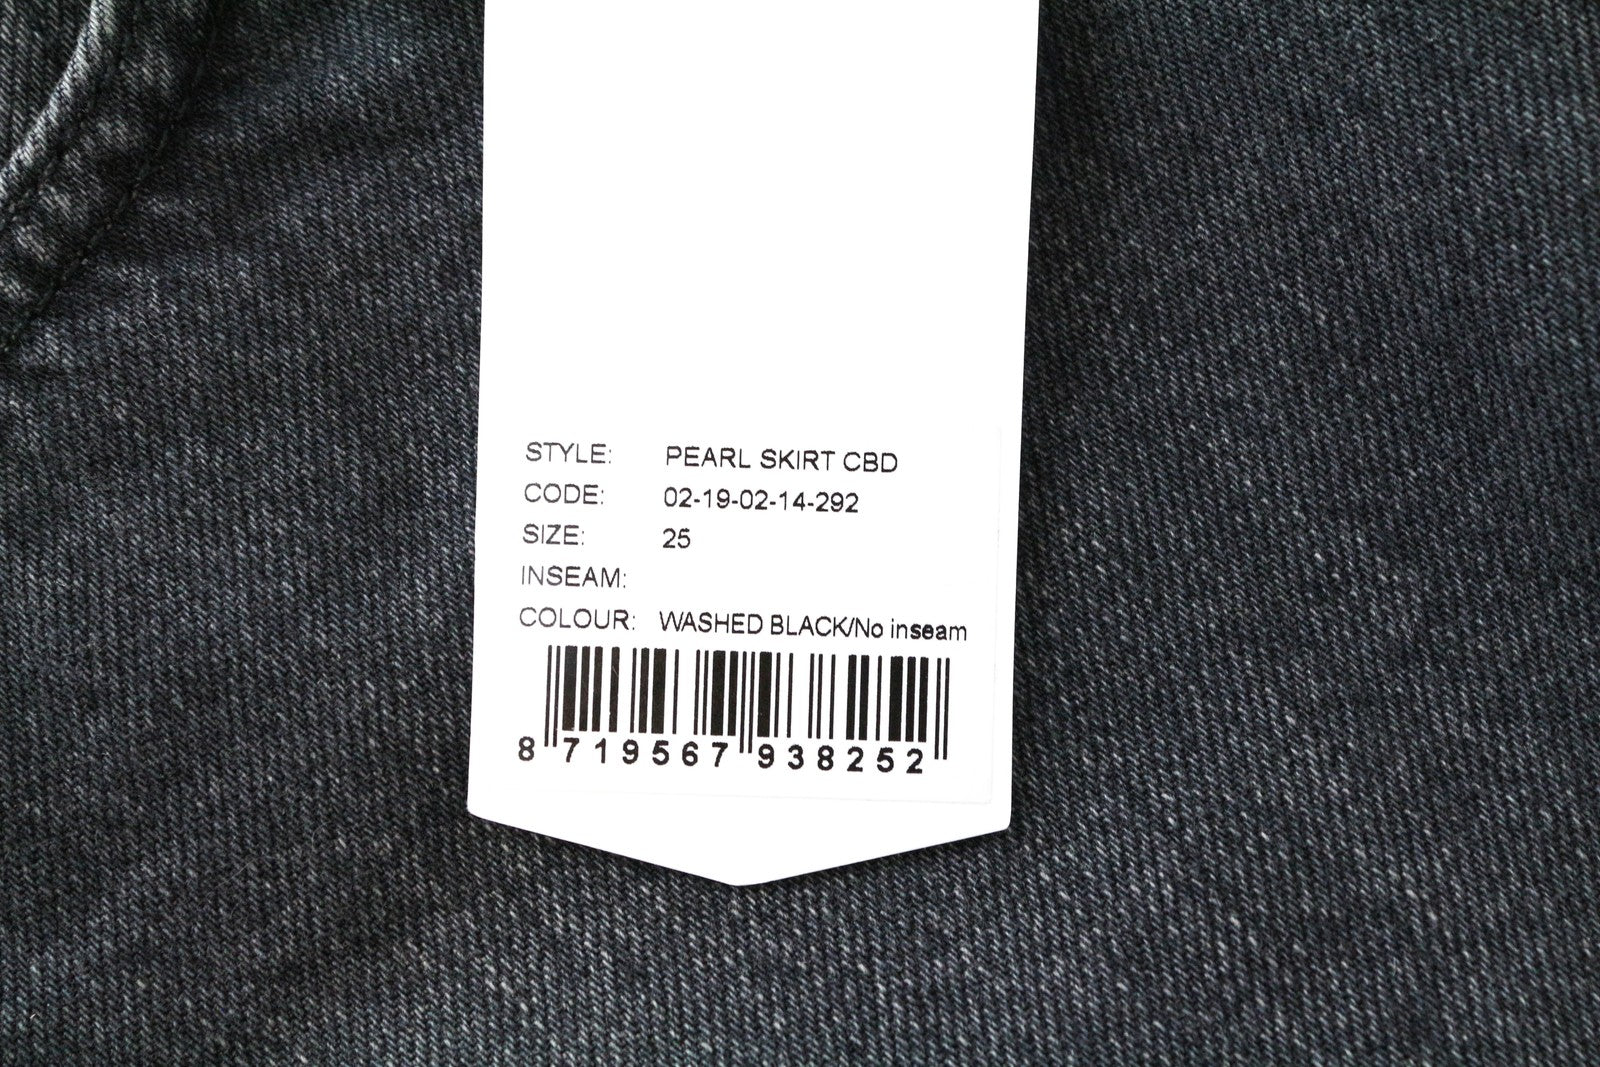 STYLE: PEARL SKIRT CBD
CODE: 02-19-02-14-292
SIZE: 25
INSEAM:
COLOUR: WASHED BLACK/No inseam
8 719567 938252